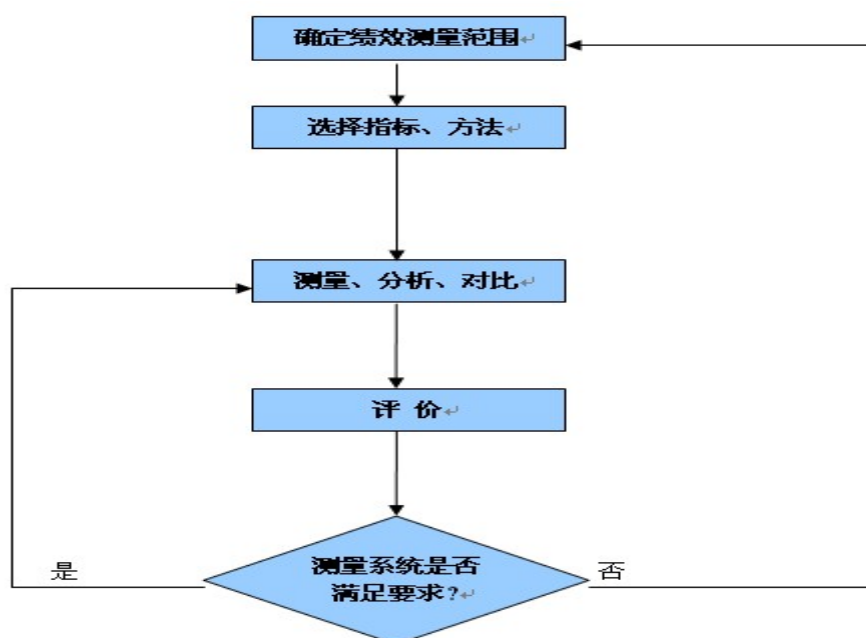 确定绩效测量范围
选择指标、方法
测量、分析、对比
评 价
测量系统是否
满足要求?
是
否